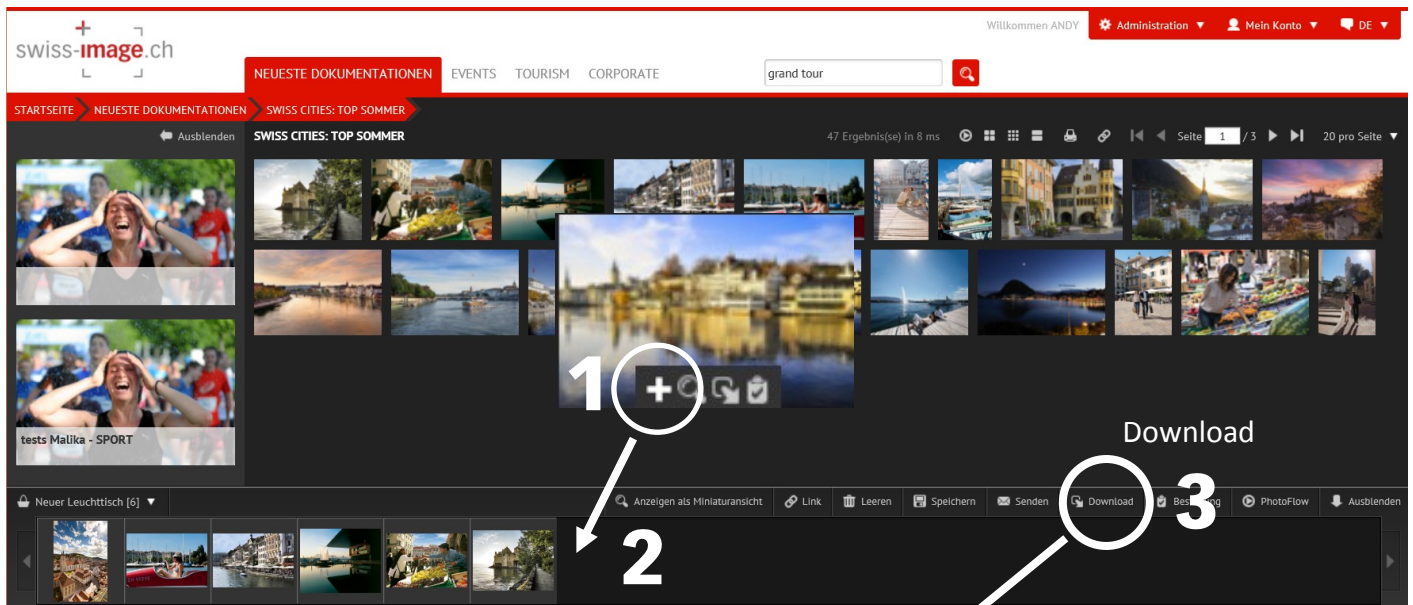 Willkommen ANDY
Administration
Mein Konto
DE
swiss-image.ch
NEUESTE DOKUMENTATIONEN
EVENTS
TOURISM
CORPORATE
grand tour
STARTSEITE
NEUESTE DOKUMENTATIONEN
SWISS CITIES: TOP SOMMER
Ausblenden
SWISS CITIES: TOP SOMMER
47 Ergebnis(se) in 8 ms
Seite 1 / 3
20 pro Seite
1
tests Malika - SPORT
Download
3
Neuer Leuchttisch [6]
Anzeigen als Miniaturansicht
Link
Leeren
Speichern
Senden
Download
PhotoFlow
Ausblenden
2